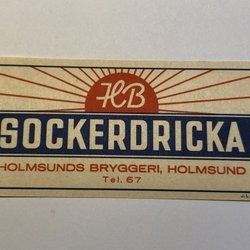 HB
SOCKERDRICKA
HOLMSUNDS BRYGGERI, HOLMSUND
Tel. 67